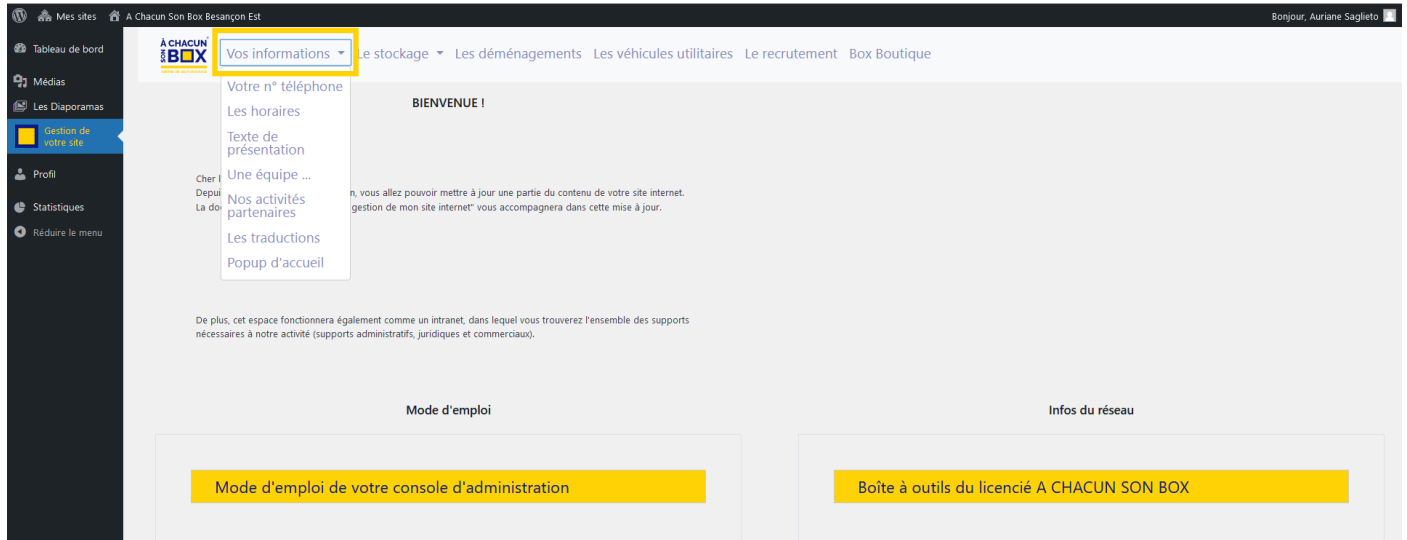 Mes sites A Chacun Son Box Besançon Est
Bonjour, Auriane Saglieto
Tableau de bord
Médias
Les Diaporamas
Gestion de
votre site
Profil
Statistiques
Réduire le menu
À CHACUN
SON BOX
Vos informations Le stockage Les déménagements Les véhicules utilitaires Le recrutement Box Boutique
Votre n° téléphone
Les horaires
Texte de
présentation
Une équipe ...
Nos activités
partenaires
Les traductions
Popup d'accueil
BIENVENUE !
Cher
Depui n, vous allez pouvoir mettre à jour une partie du contenu de votre site internet.
La do gestion de mon site internet" vous accompagnera dans cette mise à jour.
De plus, cet espace fonctionnera également comme un intranet, dans lequel vous trouverez l'ensemble des supports
nécessaires à notre activité (supports administratifs, juridiques et commerciaux).
Mode d'emploi
Mode d'emploi de votre console d'administration
Infos du réseau
Boîte à outils du licencié A CHACUN SON BOX